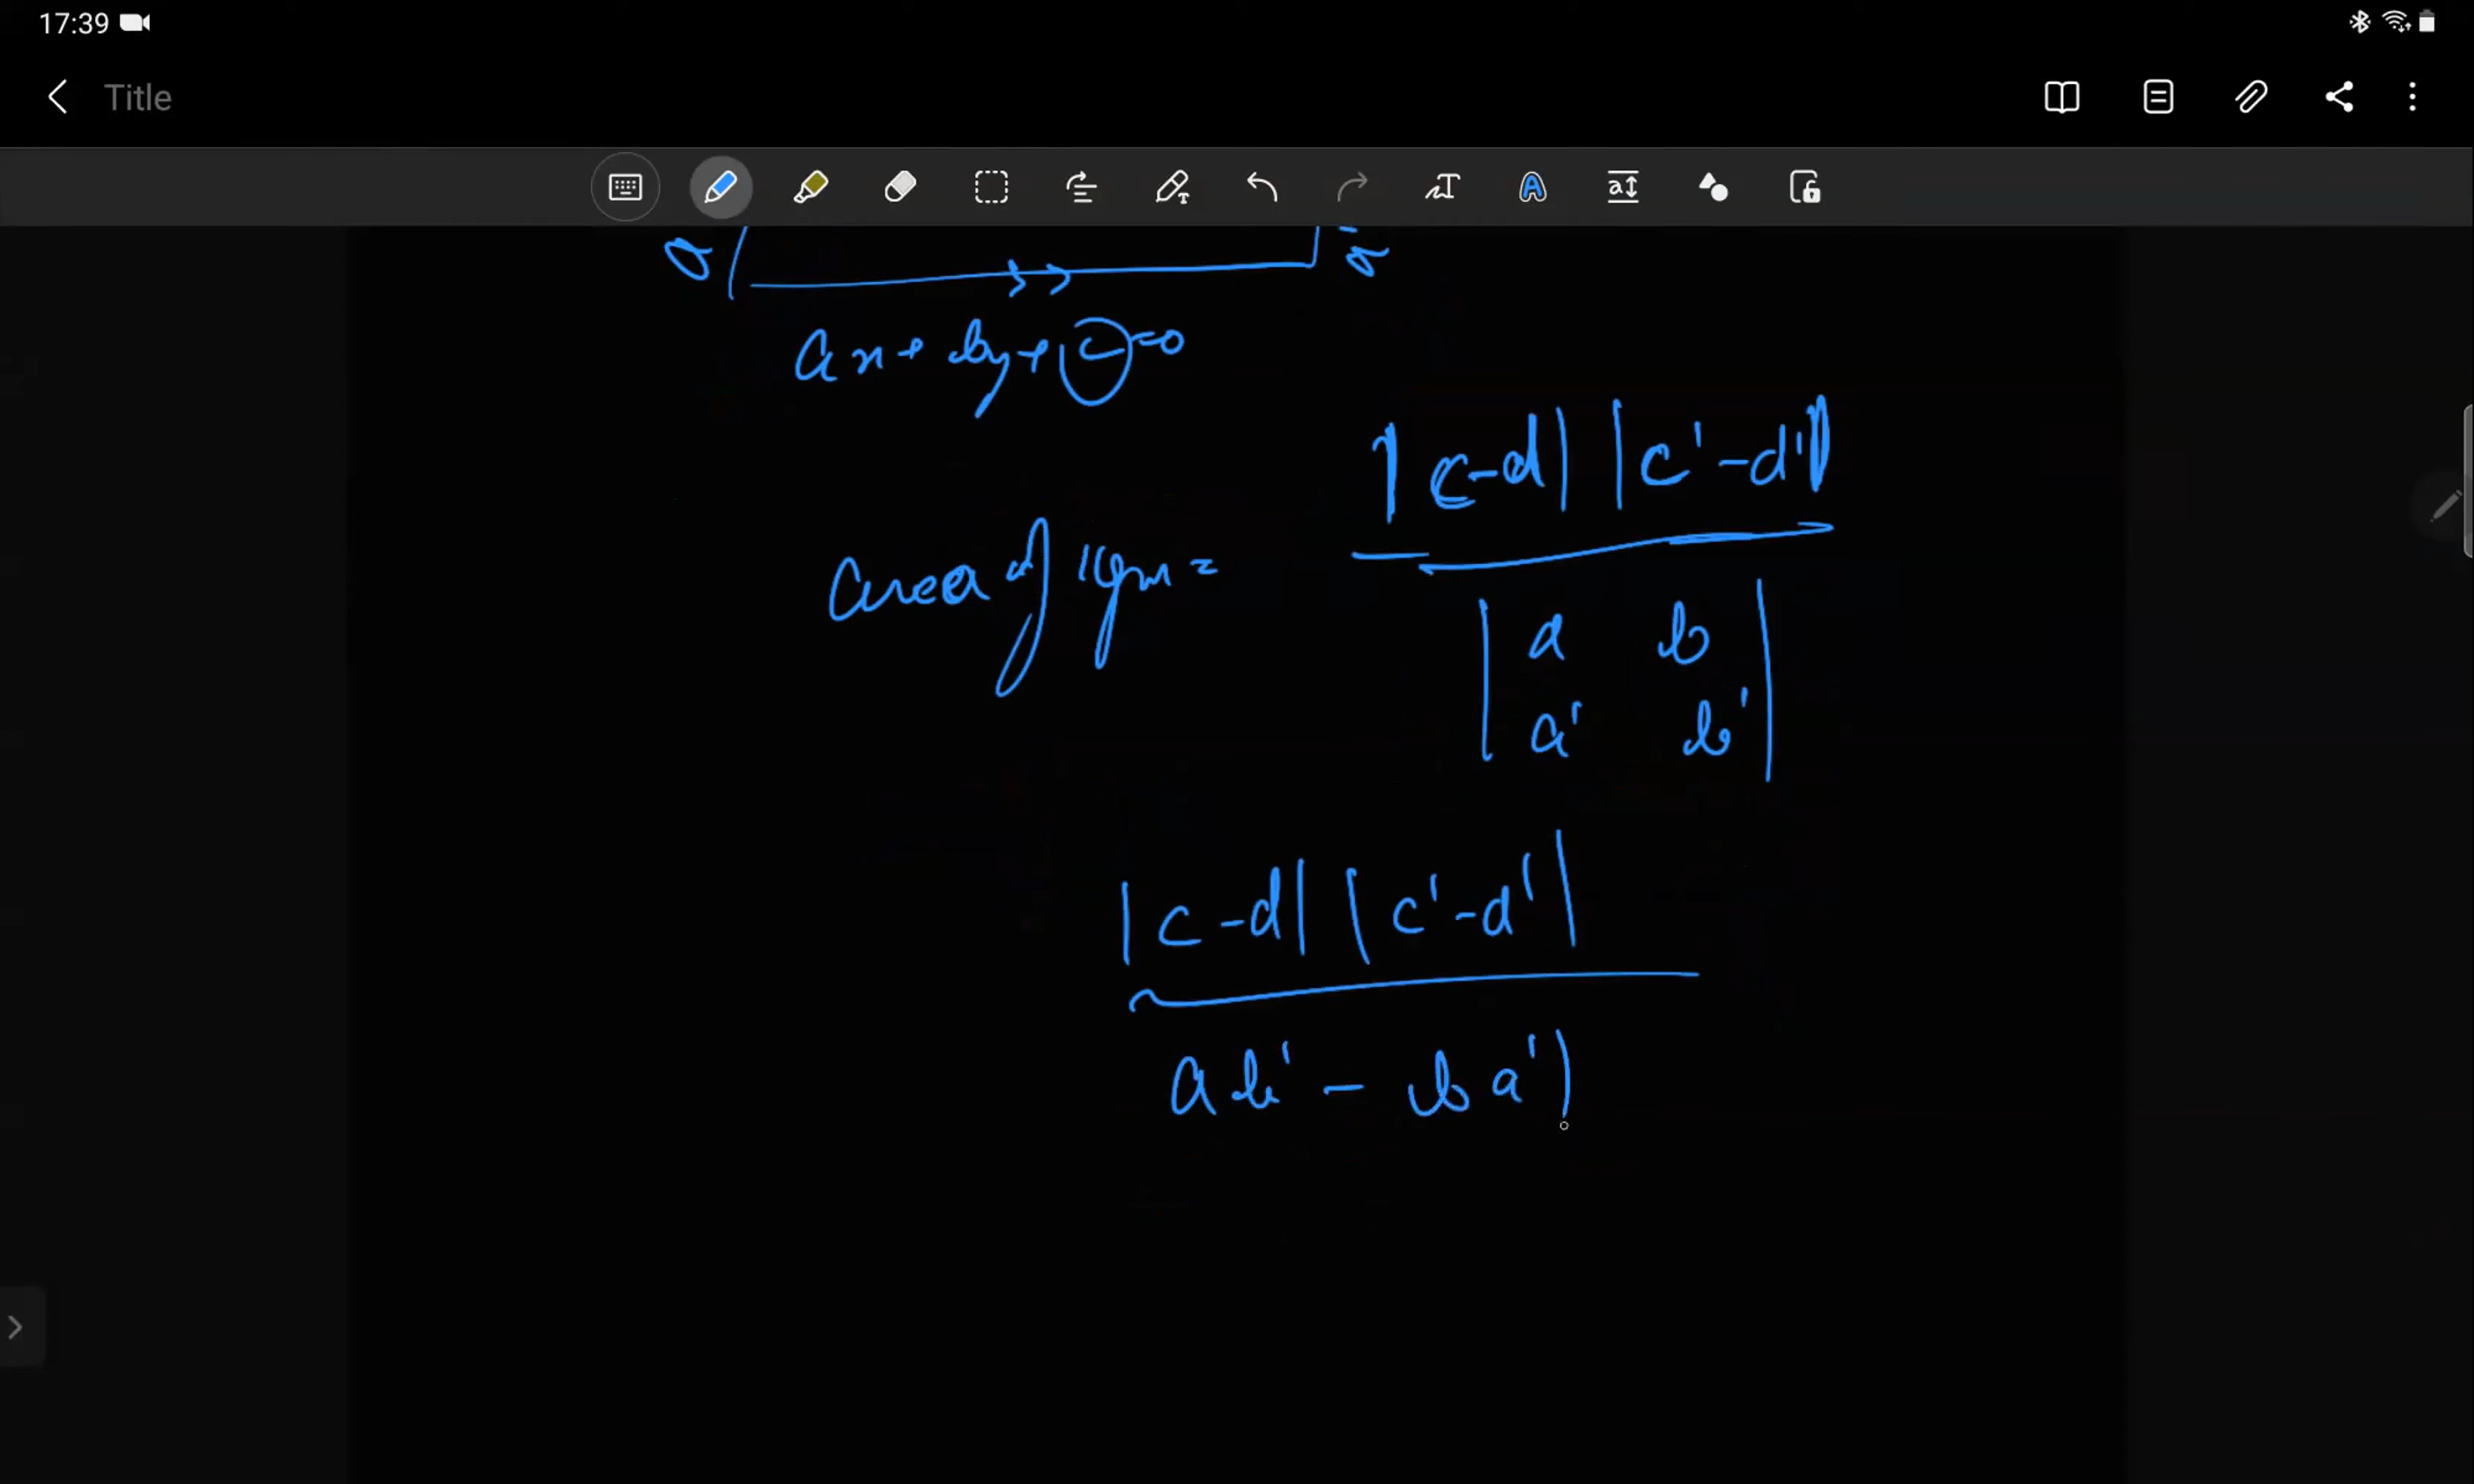 17:39
Title
ax + by + c = 0
area of ||gm = |c-d| |c'-d'|
| a b |
| a' b' |
|c-d| |c'-d'|
ab' - ba'|